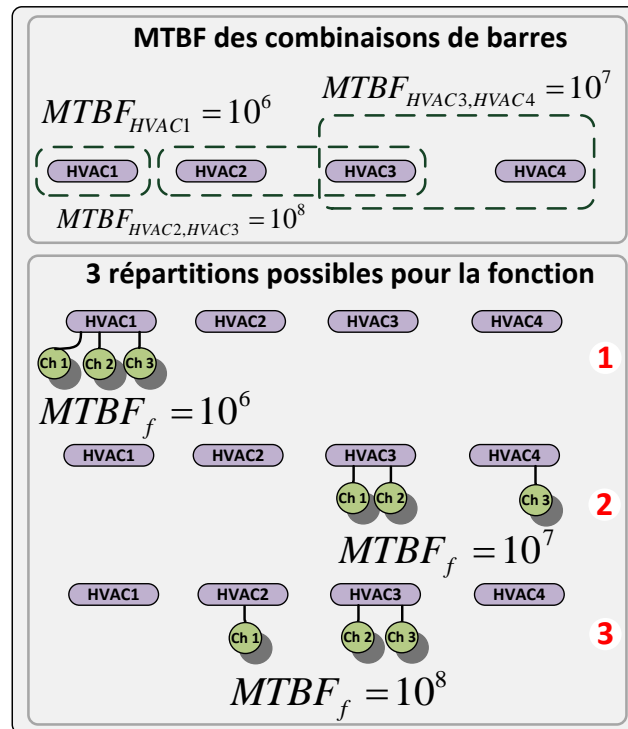 MTBF des combinaisons de barres
MTBF_{HVAC1} = 10^6
MTBF_{HVAC3,HVAC4} = 10^7
HVAC1 HVAC2 HVAC3 HVAC4
MTBF_{HVAC2,HVAC3} = 10^8
3 répartitions possibles pour la fonction
HVAC1 HVAC2 HVAC3 HVAC4
Ch 1 Ch 2 Ch 3
1
MTBF_f = 10^6
HVAC1 HVAC2 HVAC3 HVAC4
Ch 1 Ch 2 Ch 3
2
MTBF_f = 10^7
HVAC1 HVAC2 HVAC3 HVAC4
Ch 1 Ch 2 Ch 3
3
MTBF_f = 10^8